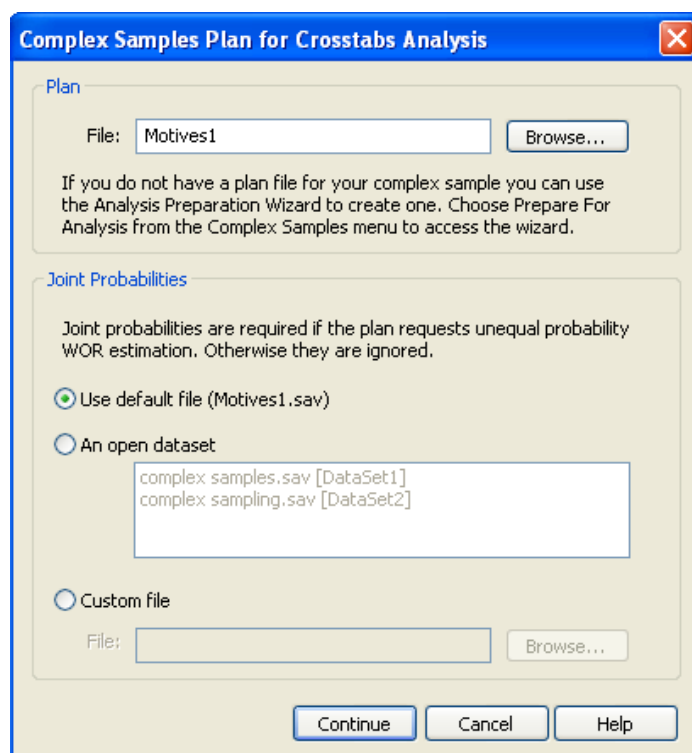 Complex Samples Plan for Crosstabs Analysis
Plan
File: Motives1 Browse...
If you do not have a plan file for your complex sample you can use
the Analysis Preparation Wizard to create one. Choose Prepare For
Analysis from the Complex Samples menu to access the wizard.
Joint Probabilities
Joint probabilities are required if the plan requests unequal probability
WOR estimation. Otherwise they are ignored.
Use default file (Motives1.sav)
An open dataset
complex samples.sav [DataSet1]
complex sampling.sav [DataSet2]
Custom file
File: Browse...
Continue Cancel Help